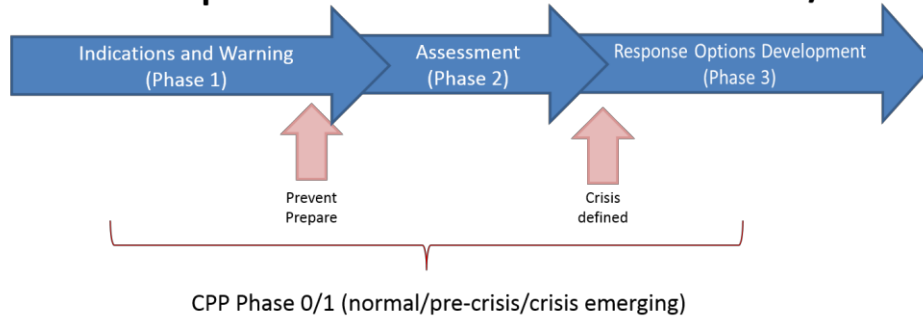 Indications and Warning
(Phase 1)
Assessment
(Phase 2)
Response Options Development
(Phase 3)
Prevent
Prepare
Crisis
defined
CPP Phase 0/1 (normal/pre-crisis/crisis emerging)